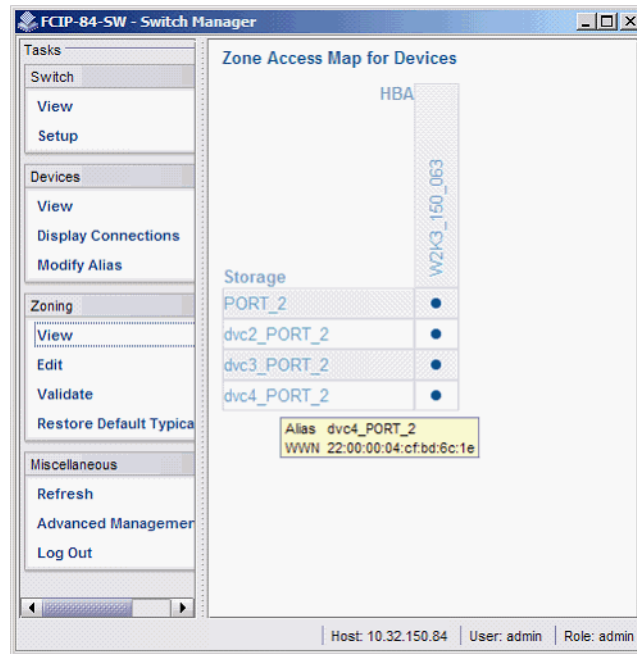 FCIP-84-SW - Switch Manager
Tasks
Switch
View
Setup
Devices
View
Display Connections
Modify Alias
Zoning
View
Edit
Validate
Restore Default Typica
Miscellaneous
Refresh
Advanced Managemer
Log Out
Zone Access Map for Devices
HBA
W2K3_150_063
Storage
PORT_2
dvc2_PORT_2
dvc3_PORT_2
dvc4_PORT_2
Alias dvc4_PORT_2
WWN 22:00:00:04:cf:bd:6c:1e
Host: 10.32.150.84 User: admin Role: admin